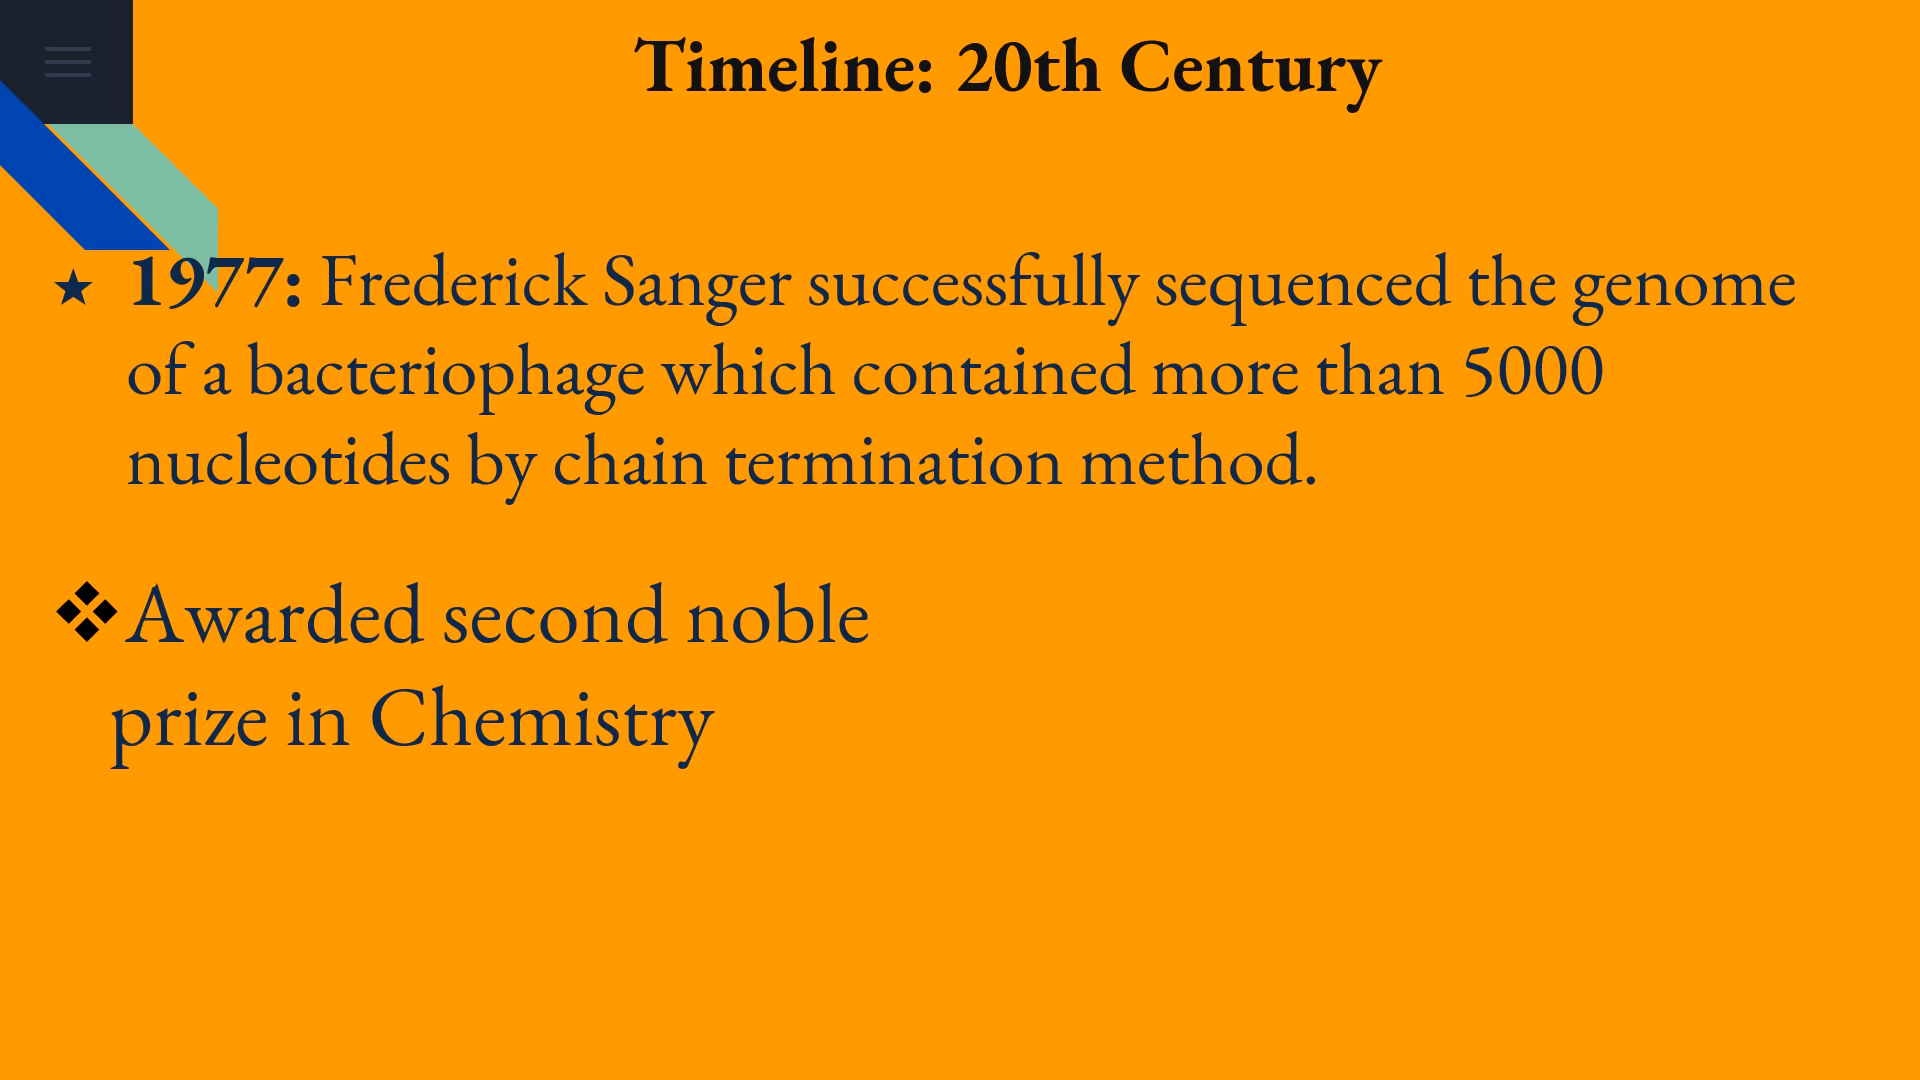 Timeline: 20th Century
★ 1977: Frederick Sanger successfully sequenced the genome
of a bacteriophage which contained more than 5000
nucleotides by chain termination method.
❖Awarded second noble
prize in Chemistry